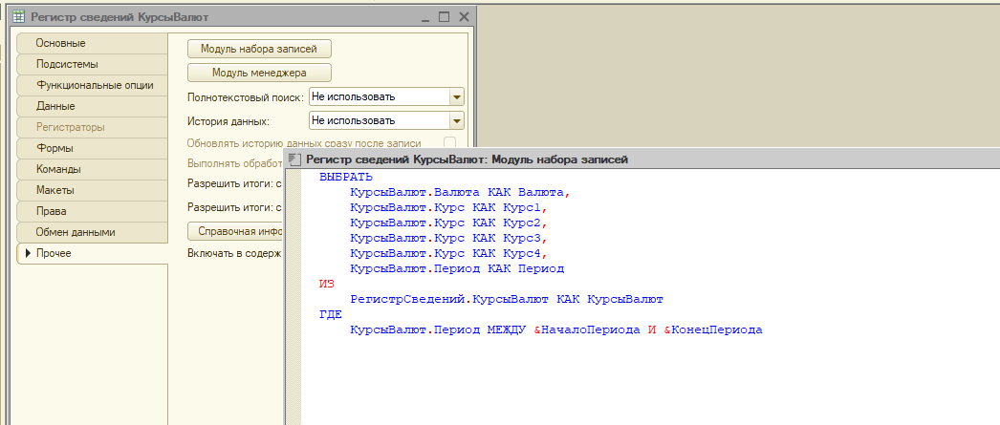 Регистр сведений КурсыВалют
Основные
Подсистемы
Функциональные опции
Данные
Регистраторы
Формы
Команды
Макеты
Права
Обмен данными
Прочее
Модуль набора записей
Модуль менеджера
Полнотекстовый поиск: Не использовать
История данных: Не использовать
Обновлять историю данных сразу после записи
Выполнять обработ
Разрешить итоги: с
Разрешить итоги: с
Справочная инфо
Включать в содерж
Регистр сведений КурсыВалют: Модуль набора записей
ВЫБРАТЬ
КурсыВалют.Валюта КАК Валюта,
КурсыВалют.Курс КАК Курс1,
КурсыВалют.Курс КАК Курс2,
КурсыВалют.Курс КАК Курс3,
КурсыВалют.Курс КАК Курс4,
КурсыВалют.Период КАК Период
ИЗ
РегистрСведений.КурсыВалют КАК КурсыВалют
ГДЕ
КурсыВалют.Период МЕЖДУ &НачалоПериода И &КонецПериода